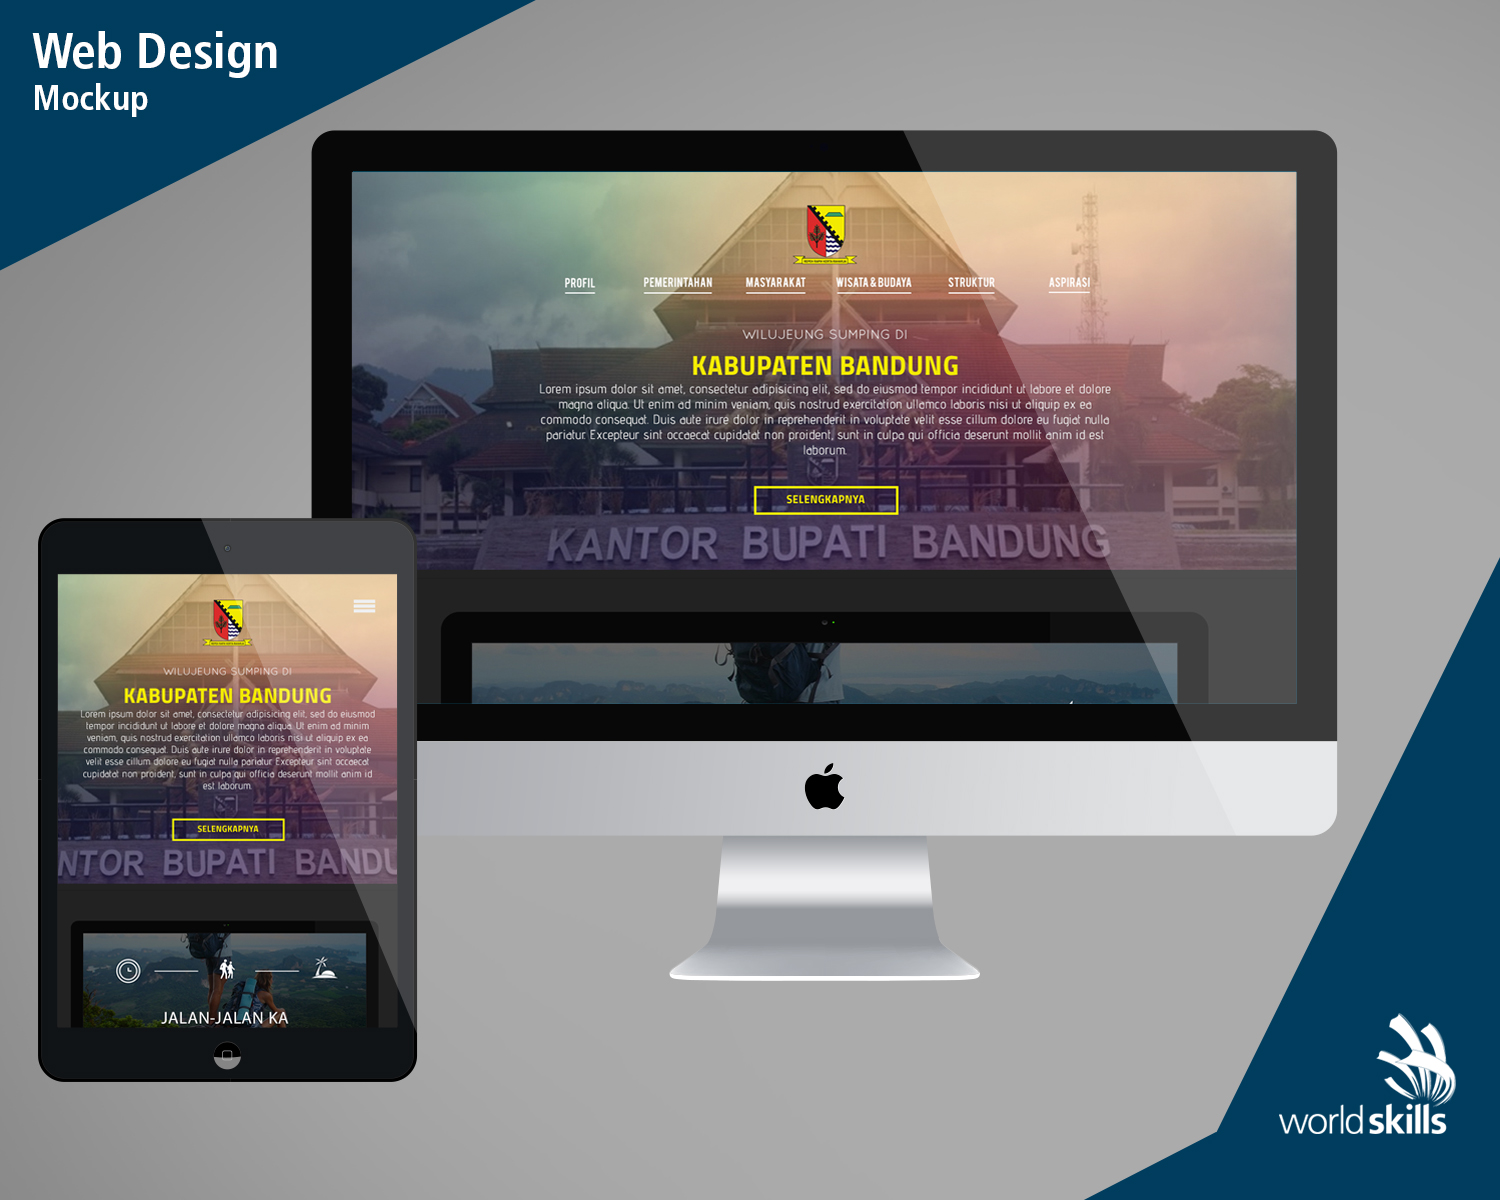 Web Design
Mockup
PROFIL PEMERINTAHAN MASYARAKAT WISATA & BUDAYA STRUKTUR ASPIRASI
WILUJEUNG SUMPING DI
KABUPATEN BANDUNG
Lorem ipsum dolor sit amet, consectetur adipisicing elit, sed do eiusmod tempor incididunt ut labore et dolore
magna aliqua. Ut enim ad minim veniam, quis nostrud exercitation ullamco laboris nisi ut aliquip ex ea
commodo consequat. Duis aute irure dolor in reprehenderit in voluptate velit esse cillum dolore eu fugiat nulla
pariatur. Excepteur sint occaecat cupidatat non proident, sunt in culpa qui officia deserunt mollit anim id est
laborum.
SELENGKAPNYA
KANTOR BUPATI BANDUNG
WILUJEUNG SUMPING DI
KABUPATEN BANDUNG
Lorem ipsum dolor sit amet, consectetur adipisicing elit, sed do eiusmod
tempor incididunt ut labore et dolore magna aliqua. Ut enim ad minim
veniam, quis nostrud exercitation ullamco laboris nisi ut aliquip ex ea
commodo consequat. Duis aute irure dolor in reprehenderit in voluptate
velit esse cillum dolore eu fugiat nulla pariatur. Excepteur sint occaecat
cupidatat non proident, sunt in culpa qui officia deserunt mollit anim id
est laborum.
SELENGKAPNYA
NTOR BUPATI BANDU
JALAN-JALAN KA
worldskills